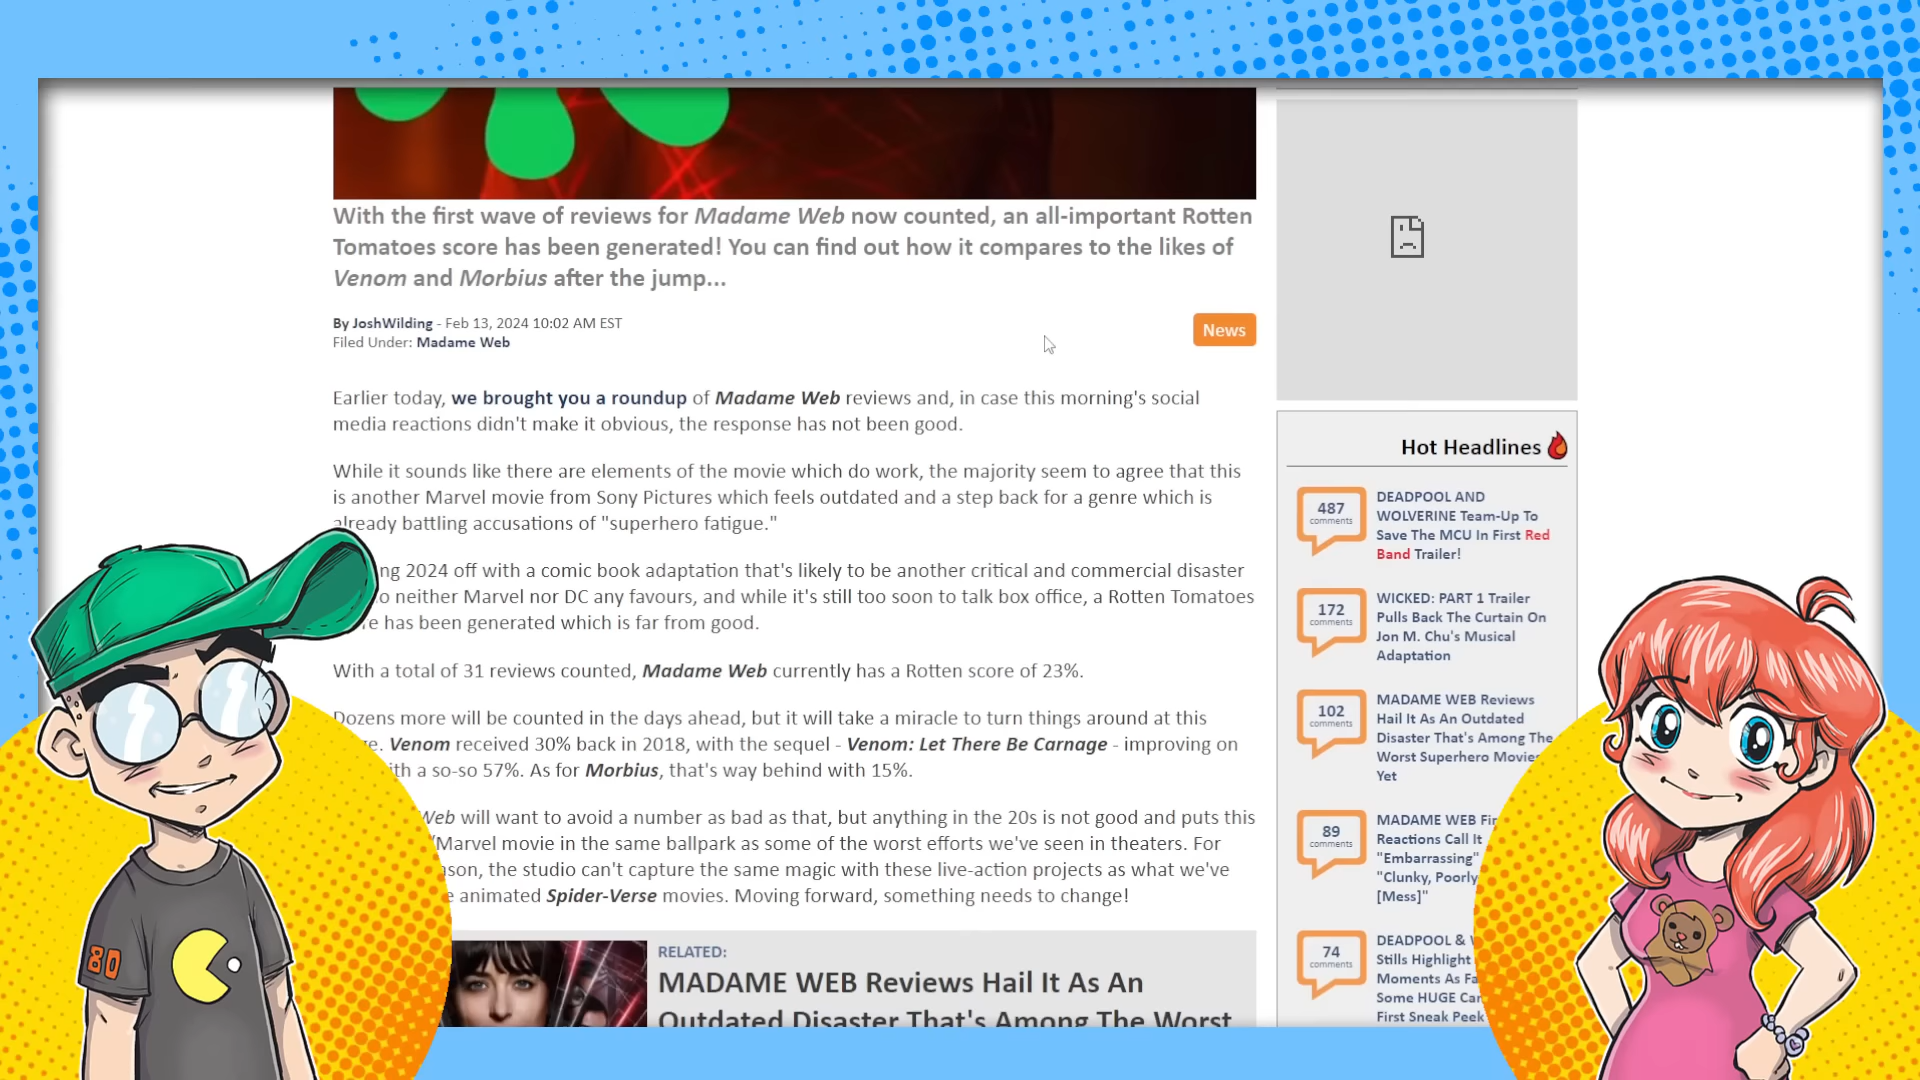 With the first wave of reviews for Madame Web now counted, an all-important Rotten
Tomatoes score has been generated! You can find out how it compares to the likes of
Venom and Morbius after the jump...
By JoshWilding - Feb 13, 2024 10:02 AM EST
Filed Under: Madame Web
News
Earlier today, we brought you a roundup of Madame Web reviews and, in case this morning's social
media reactions didn't make it obvious, the response has not been good.
While it sounds like there are elements of the movie which do work, the majority seem to agree that this
is another Marvel movie from Sony Pictures which feels outdated and a step back for a genre which is
already battling accusations of "superhero fatigue."
ng 2024 off with a comic book adaptation that's likely to be another critical and commercial disaster
o neither Marvel nor DC any favours, and while it's still too soon to talk box office, a Rotten Tomatoes
re has been generated which is far from good.
With a total of 31 reviews counted, Madame Web currently has a Rotten score of 23%.
Dozens more will be counted in the days ahead, but it will take a miracle to turn things around at this
e. Venom received 30% back in 2018, with the sequel - Venom: Let There Be Carnage - improving on
th a so-so 57%. As for Morbius, that's way behind with 15%.
Web will want to avoid a number as bad as that, but anything in the 20s is not good and puts this
/Marvel movie in the same ballpark as some of the worst efforts we've seen in theaters. For
ason, the studio can't capture the same magic with these live-action projects as what we've
e animated Spider-Verse movies. Moving forward, something needs to change!
RELATED:
MADAME WEB Reviews Hail It As An
Outdated Disaster That's Among The Worst
Hot Headlines
487
comments
DEADPOOL AND
WOLVERINE Team-Up To
Save The MCU In First Red
Band Trailer!
172
comments
WICKED: PART 1 Trailer
Pulls Back The Curtain On
Jon M. Chu's Musical
Adaptation
102
comments
MADAME WEB Reviews
Hail It As An Outdated
Disaster That's Among The
Worst Superhero Movies
Yet
89
comments
MADAME WEB Fir
Reactions Call It
"Embarrassing"
"Clunky, Poorly
[Mess]"
74
comments
DEADPOOL &
Stills Highlight
Moments As Fa
Some HUGE Ca
First Sneak Peek
80